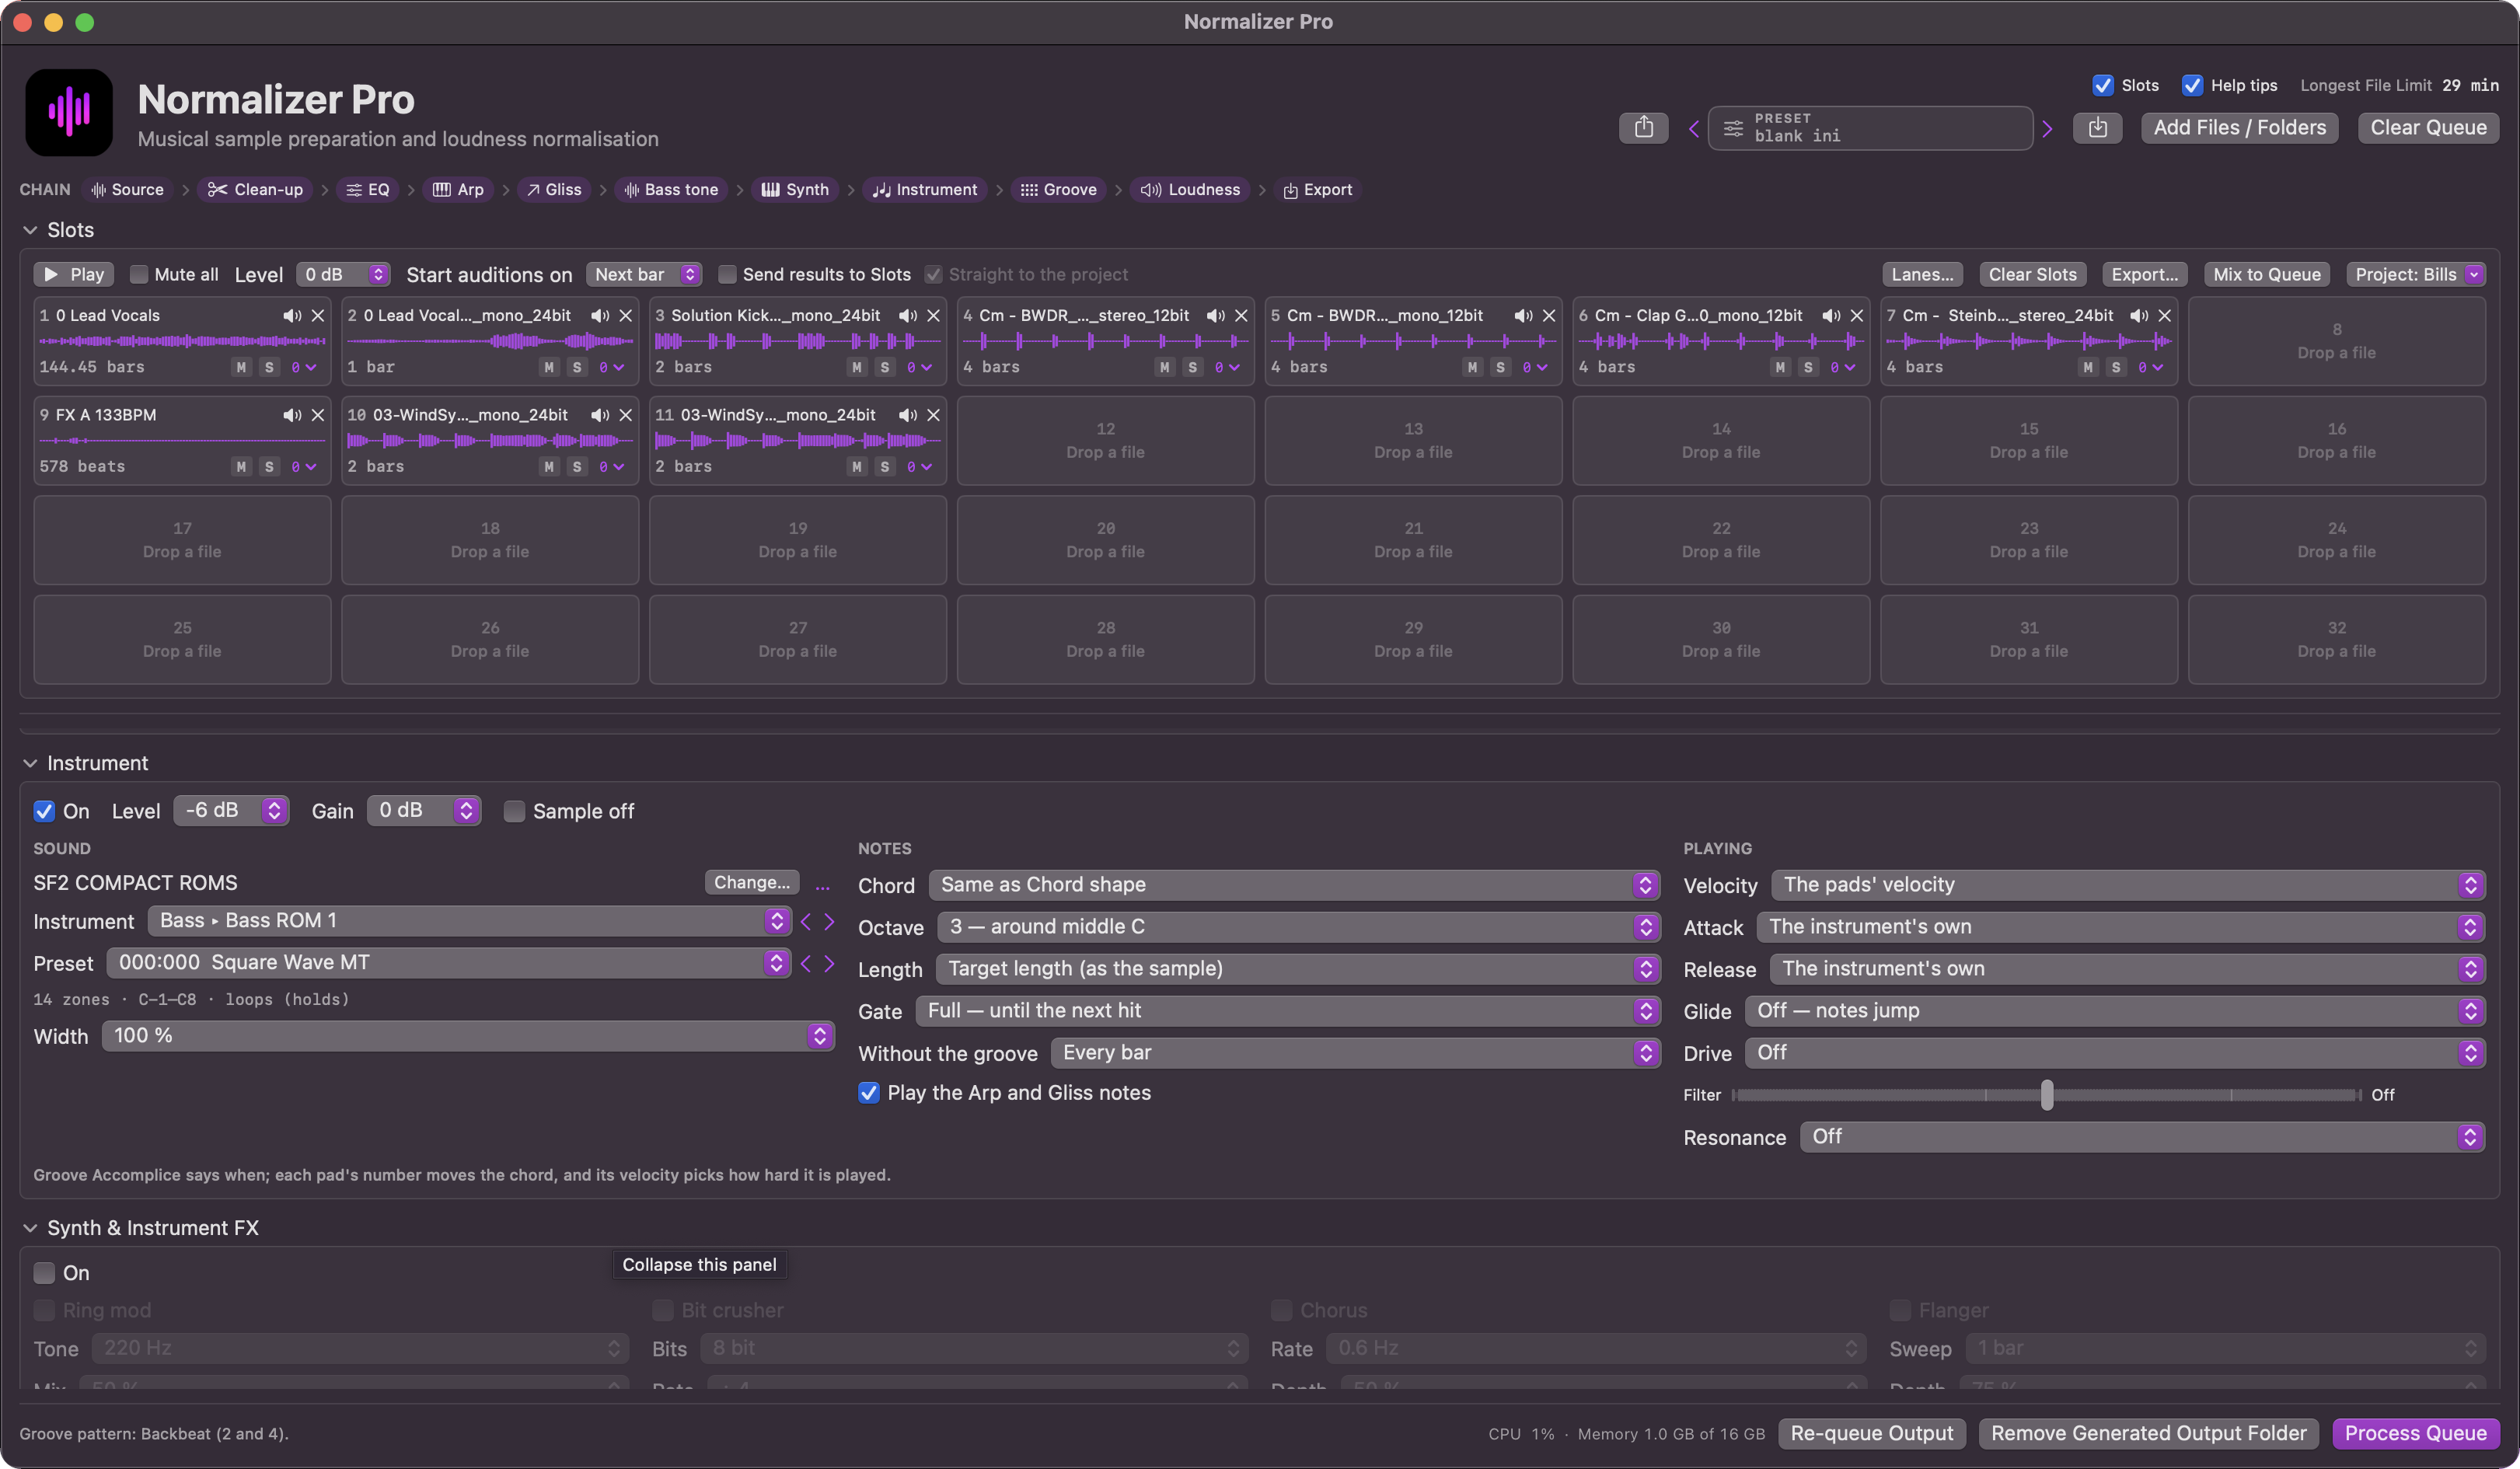 Normalizer Pro
Normalizer Pro
Musical sample preparation and loudness normalisation
Slots Help tips Longest File Limit 29 min
PRESET
blank ini
Add Files / Folders Clear Queue
CHAIN Source Clean-up EQ Arp Gliss Bass tone Synth Instrument Groove Loudness Export
Slots
Play Mute all Level 0 dB Start auditions on Next bar Send results to Slots Straight to the project Lanes... Clear Slots Export... Mix to Queue Project: Bills
1 0 Lead Vocals
144.45 bars M S 0
2 0 Lead Vocal..._mono_24bit
1 bar M S 0
3 Solution Kick..._mono_24bit
2 bars M S 0
4 Cm - BWDR_..._stereo_12bit
4 bars M S 0
5 Cm - BWDR..._mono_12bit
4 bars M S 0
6 Cm - Clap G...0_mono_12bit
4 bars M S 0
7 Cm - Steinb..._stereo_24bit
4 bars M S 0
8
Drop a file
9 FX A 133BPM
578 beats M S 0
10 03-WindSy..._mono_24bit
2 bars M S 0
11 03-WindSy..._mono_24bit
2 bars M S 0
12
Drop a file
13
Drop a file
14
Drop a file
15
Drop a file
16
Drop a file
17
Drop a file
18
Drop a file
19
Drop a file
20
Drop a file
21
Drop a file
22
Drop a file
23
Drop a file
24
Drop a file
25
Drop a file
26
Drop a file
27
Drop a file
28
Drop a file
29
Drop a file
30
Drop a file
31
Drop a file
32
Drop a file
Instrument
On Level -6 dB Gain 0 dB Sample off
SOUND
SF2 COMPACT ROMS Change... ...
Instrument Bass ▸ Bass ROM 1
Preset 000:000 Square Wave MT
14 zones · C-1–C8 · loops (holds)
Width 100 %
NOTES
Chord Same as Chord shape
Octave 3 — around middle C
Length Target length (as the sample)
Gate Full — until the next hit
Without the groove Every bar
Play the Arp and Gliss notes
PLAYING
Velocity The pads' velocity
Attack The instrument's own
Release The instrument's own
Glide Off — notes jump
Drive Off
Filter Off
Resonance Off
Groove Accomplice says when; each pad's number moves the chord, and its velocity picks how hard it is played.
Synth & Instrument FX
Collapse this panel
On
Ring mod Bit crusher Chorus Flanger
Tone 220 Hz Bits 8 bit Rate 0.6 Hz Sweep 1 bar
Groove pattern: Backbeat (2 and 4).
CPU 1% · Memory 1.0 GB of 16 GB Re-queue Output Remove Generated Output Folder Process Queue